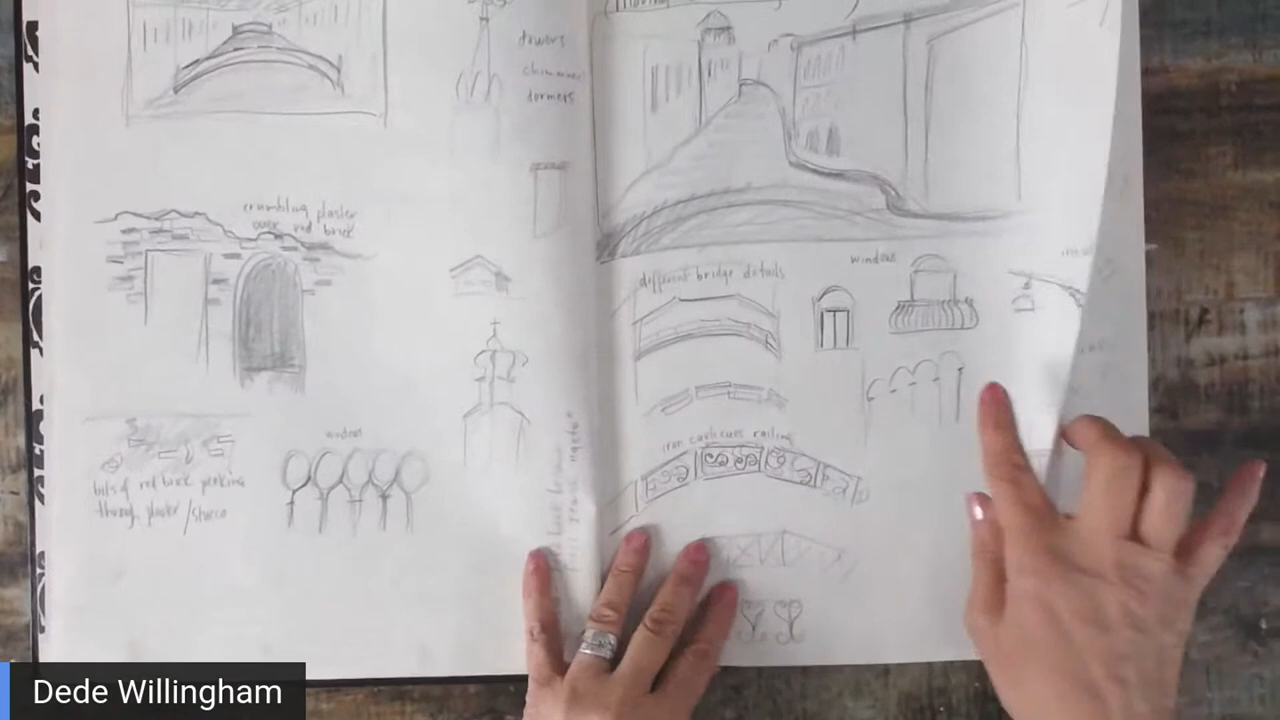 towers
dormers
crumbling plaster
over red brick
bits of red brick peeking
through plaster/stucco
windows
different bridge details
windows
iron curlicues railing
Dede Willingham